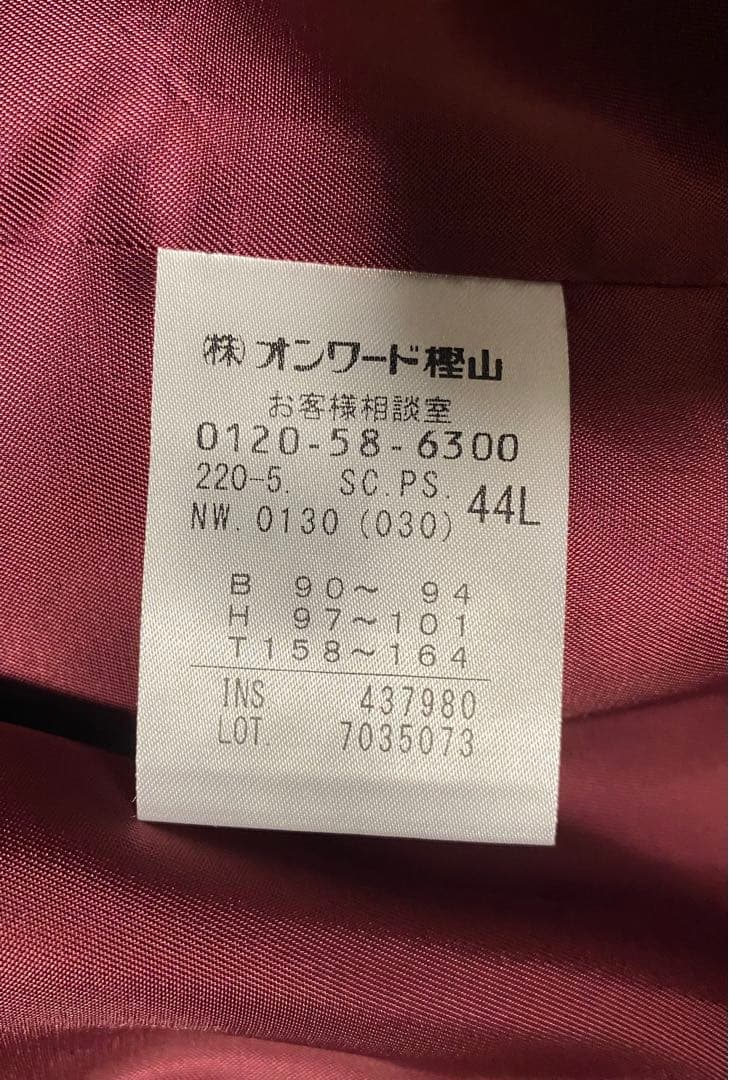 ㈱オンワード樫山
お客様相談室
0120-58-6300
220-5. SC.PS. 44L
NW. 0130 (030)
B 90～ 94
H 97～101
T158～164
INS 437980
LOT. 7035073